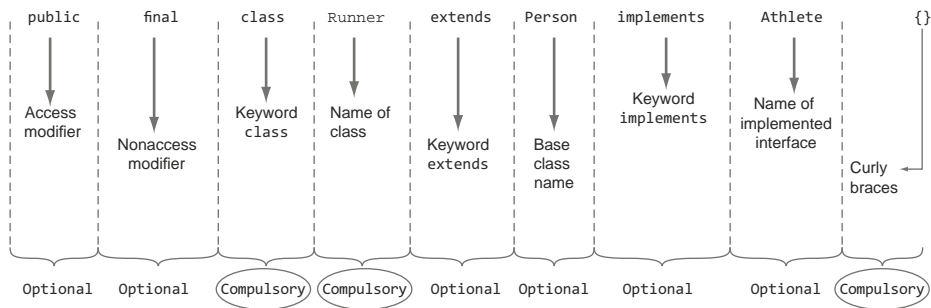 public final class Runner extends Person implements Athlete {}
Access
modifier
Nonaccess
modifier
Keyword
class
Name of
class
Keyword
extends
Base
class
name
Keyword
implements
Name of
implemented
interface
Curly
braces
Optional Optional Compulsory Compulsory Optional Optional Optional Optional Compulsory